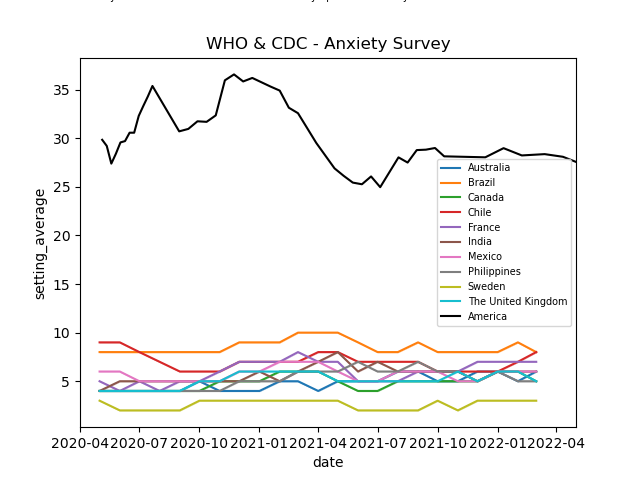 WHO & CDC - Anxiety Survey
setting_average
35
30
25
20
15
10
5
Australia
Brazil
Canada
Chile
France
India
Mexico
Philippines
Sweden
The United Kingdom
America
2020-04 2020-07 2020-10 2021-01 2021-04 2021-07 2021-10 2022-01 2022-04
date